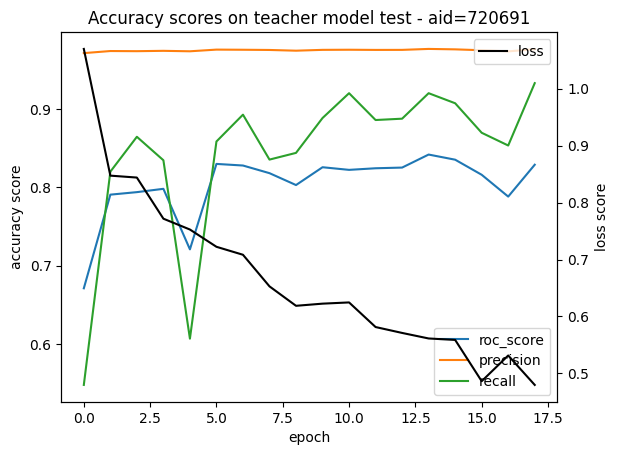 Accuracy scores on teacher model test - aid=720691
loss
accuracy score
0.9
0.8
0.7
0.6
1.0
0.9
0.8
0.7
0.6
0.5
loss score
roc_score
precision
recall
0.0 2.5 5.0 7.5 10.0 12.5 15.0 17.5
epoch